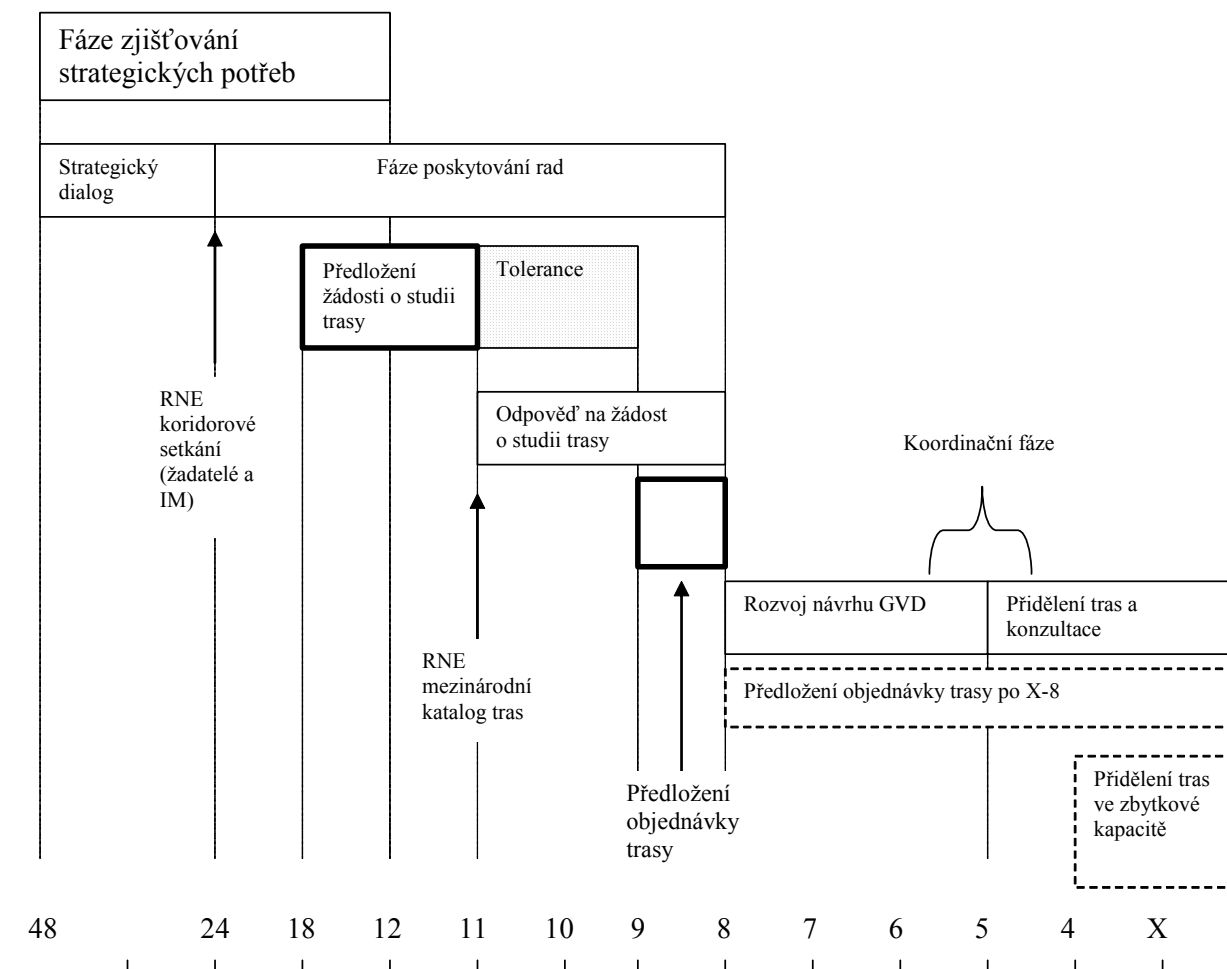 Fáze zjišťování
strategických potřeb
Strategický
dialog
Fáze poskytování rad
Předložení
žádosti o studii
trasy
Tolerance
RNE
koridorové
setkání
(žadatelé a
IM)
Odpověď na žádost
o studii trasy
Koordinační fáze
Rozvoj návrhu GVD
Přidělení tras a
konzultace
RNE
mezinárodní
katalog tras
Předložení objednávky trasy po X-8
Předložení
objednávky
trasy
Přidělení tras
ve zbytkové
kapacitě
48 24 18 12 11 10 9 8 7 6 5 4 X